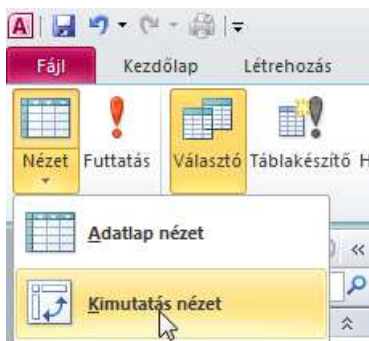 A
Fájl Kezdőlap Létrehozás
Nézet Futtatás Választó Táblakészítő H
Adatlap nézet
Kimutatás nézet